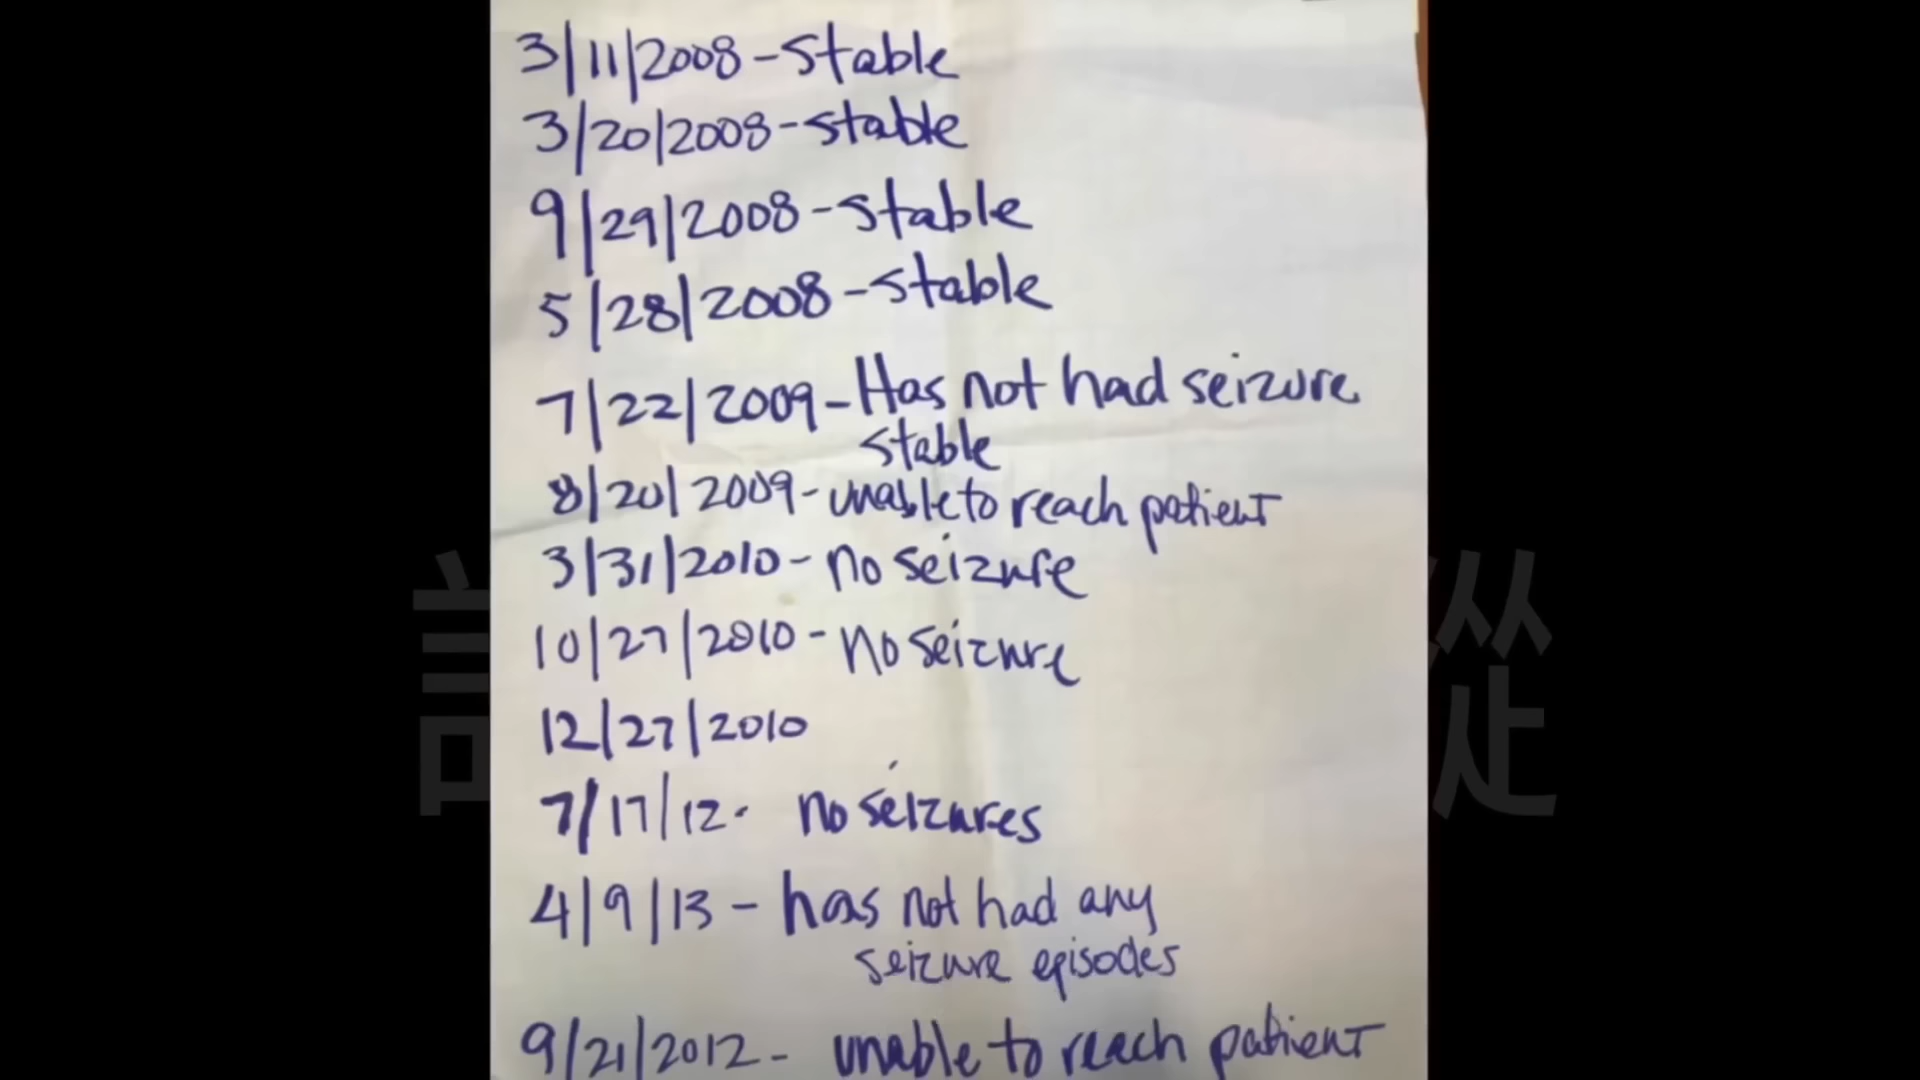 3/11/2008 - stable
3/20/2008 - stable
9/29/2008 - stable
5/28/2008 - stable
7/22/2009 - Has not had seizure
stable
8/20/2009 - unable to reach patient
3/31/2010 - no seizure
10/27/2010 - no seizure
12/27/2010
7/17/12 - no seizures
4/9/13 - has not had any
seizure episodes
9/21/2012 - unable to reach patient